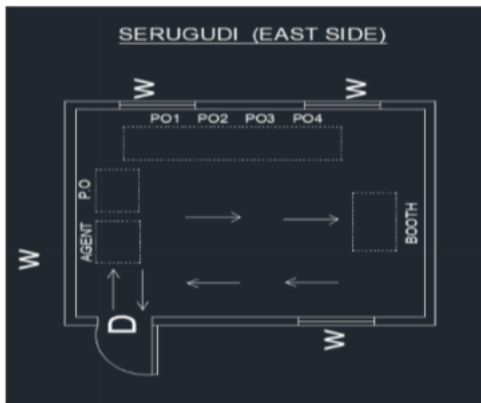 SERUGUDI (EAST SIDE)
W
W
PO1 PO2 PO3 PO4
P.O
AGENT
BOOTH
W
D
W